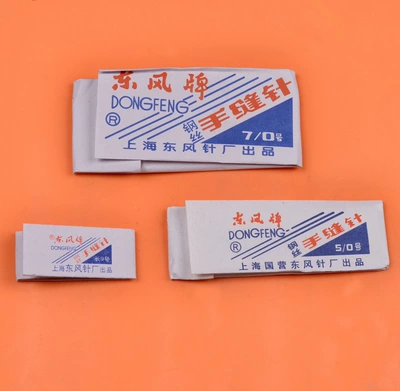 东风牌
DONGFENG
®
钢丝
手缝针
7/0号
上海东风针厂出品
东风牌
DONGFENG
®
钢丝
手缝针
5/0号
上海国营东风针厂出品
东风牌
手缝针
上海东风针厂出品